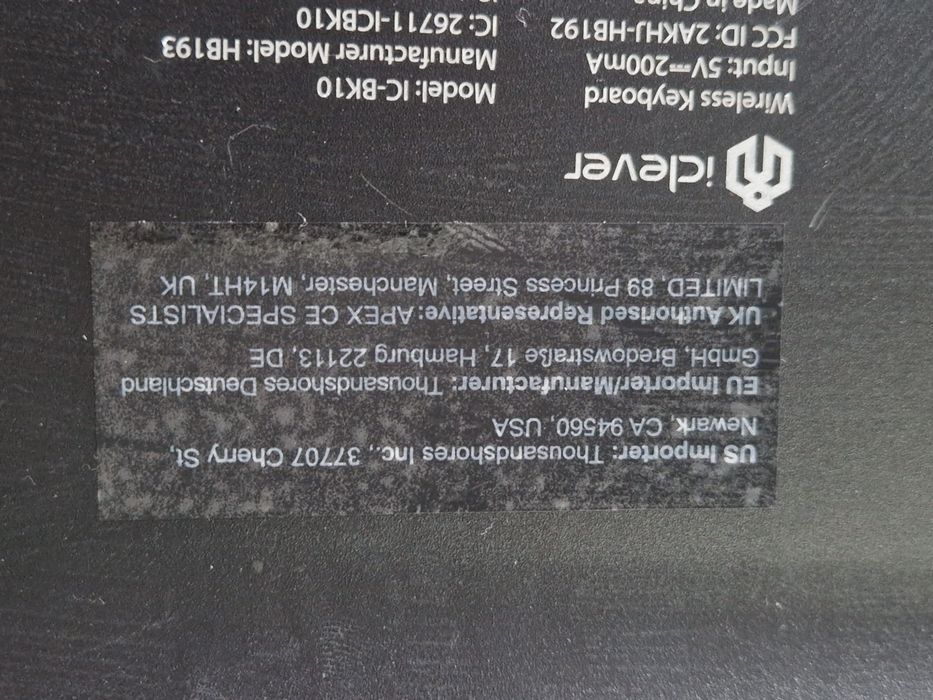 US Importer: Thousandshores Inc., 37707 Cherry St,
Newark, CA 94560, USA
EU Importer/Manufacturer: Thousandshores Deutschland
GmbH, Bredowstraße 17, Hamburg 22113, DE
UK Authorised Representative: APEX CE SPECIALISTS
LIMITED, 89 Princess Street, Manchester, M14HT, UK
iclever
Wireless Keyboard
Input: 5V⎓200mA
FCC ID: 2AKHJ-HB192
Made in China
Model: IC-BK10
Manufacturer Model: HB193
IC: 26711-ICBK10